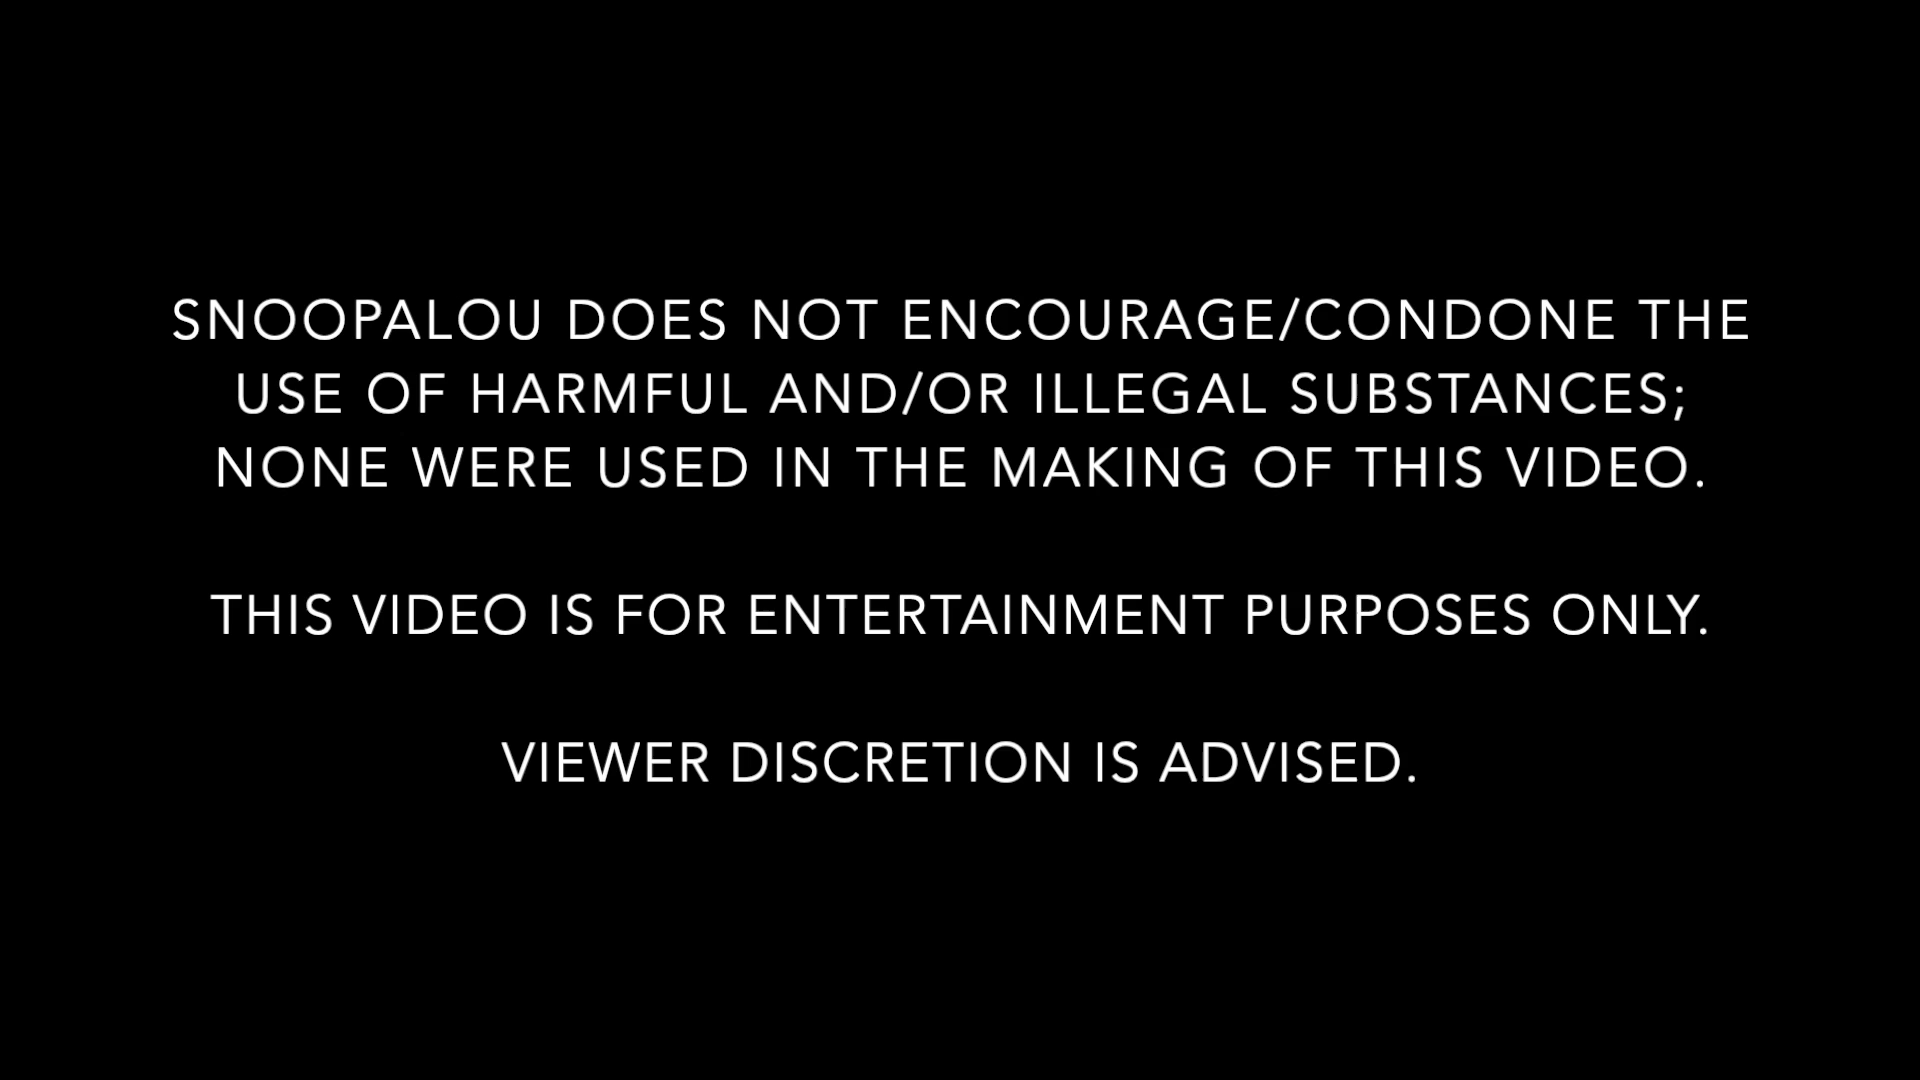 SNOOPALOU DOES NOT ENCOURAGE/CONDONE THE
USE OF HARMFUL AND/OR ILLEGAL SUBSTANCES;
NONE WERE USED IN THE MAKING OF THIS VIDEO.
THIS VIDEO IS FOR ENTERTAINMENT PURPOSES ONLY.
VIEWER DISCRETION IS ADVISED.